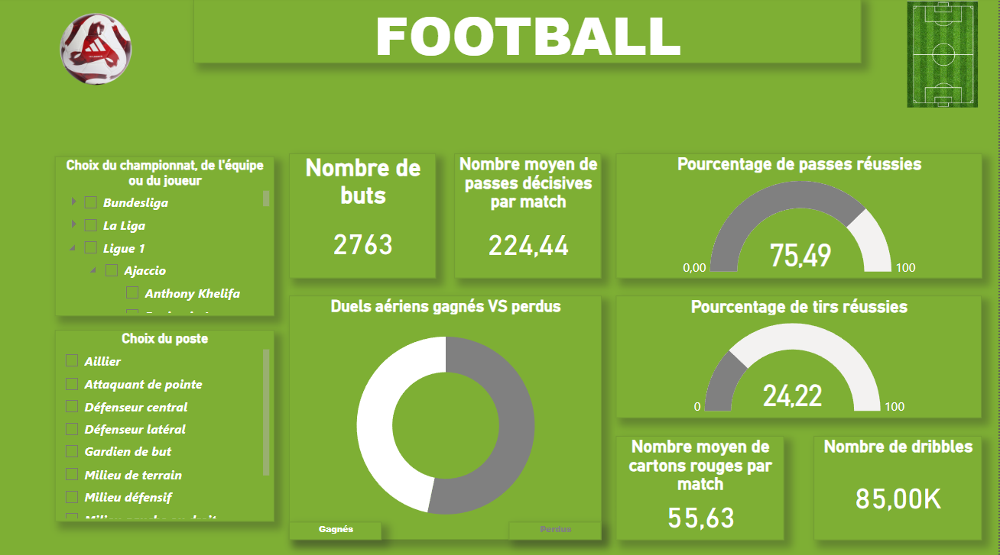 FOOTBALL
Choix du championnat, de l'équipe
ou du joueur
Bundesliga
La Liga
Ligue 1
Ajaccio
Anthony Khelifa
Choix du poste
Aillier
Attaquant de pointe
Défenseur central
Défenseur latéral
Gardien de but
Milieu de terrain
Milieu défensif
Nombre de
buts
2763
Nombre moyen de
passes décisives
par match
224,44
Pourcentage de passes réussies
75,49
0,00
100
Duels aériens gagnés VS perdus
Gagnés
Perdus
Pourcentage de tirs réussies
24,22
0
100
Nombre moyen de
cartons rouges par
match
55,63
Nombre de dribbles
85,00K